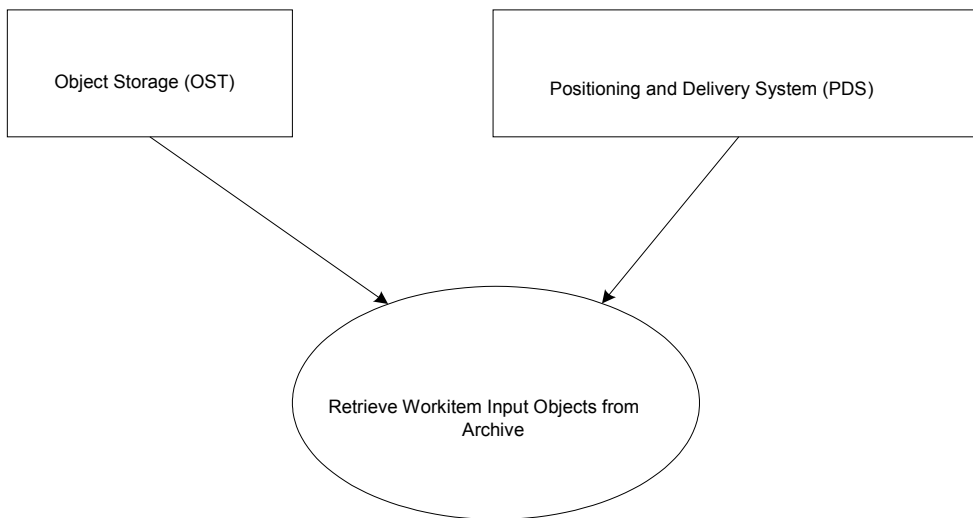 Object Storage (OST)
Positioning and Delivery System (PDS)
Retrieve Workitem Input Objects from
Archive